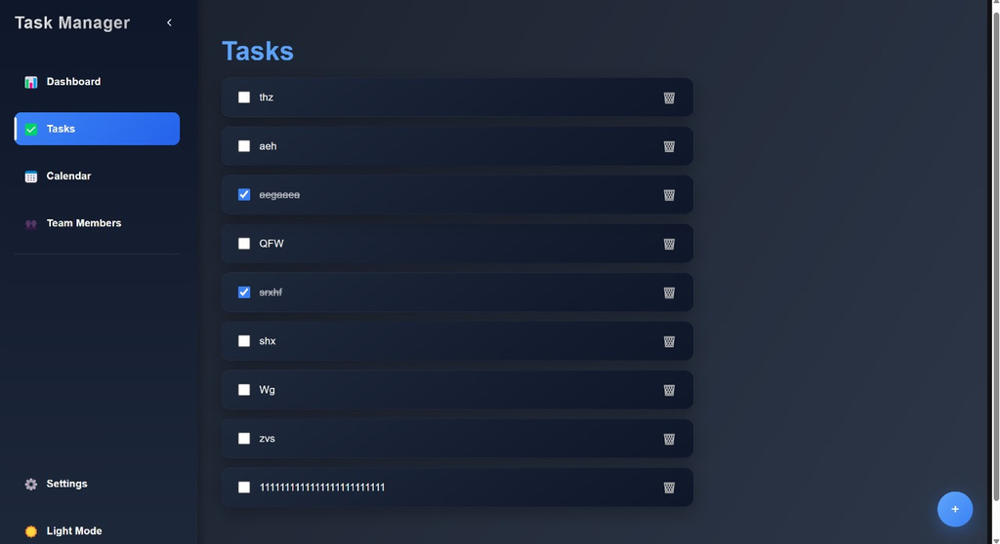 Task Manager
Dashboard
Tasks
Calendar
Team Members
Settings
Light Mode
Tasks
thz
aeh
aegaaea
QFW
srxhf
shx
Wg
zvs
+